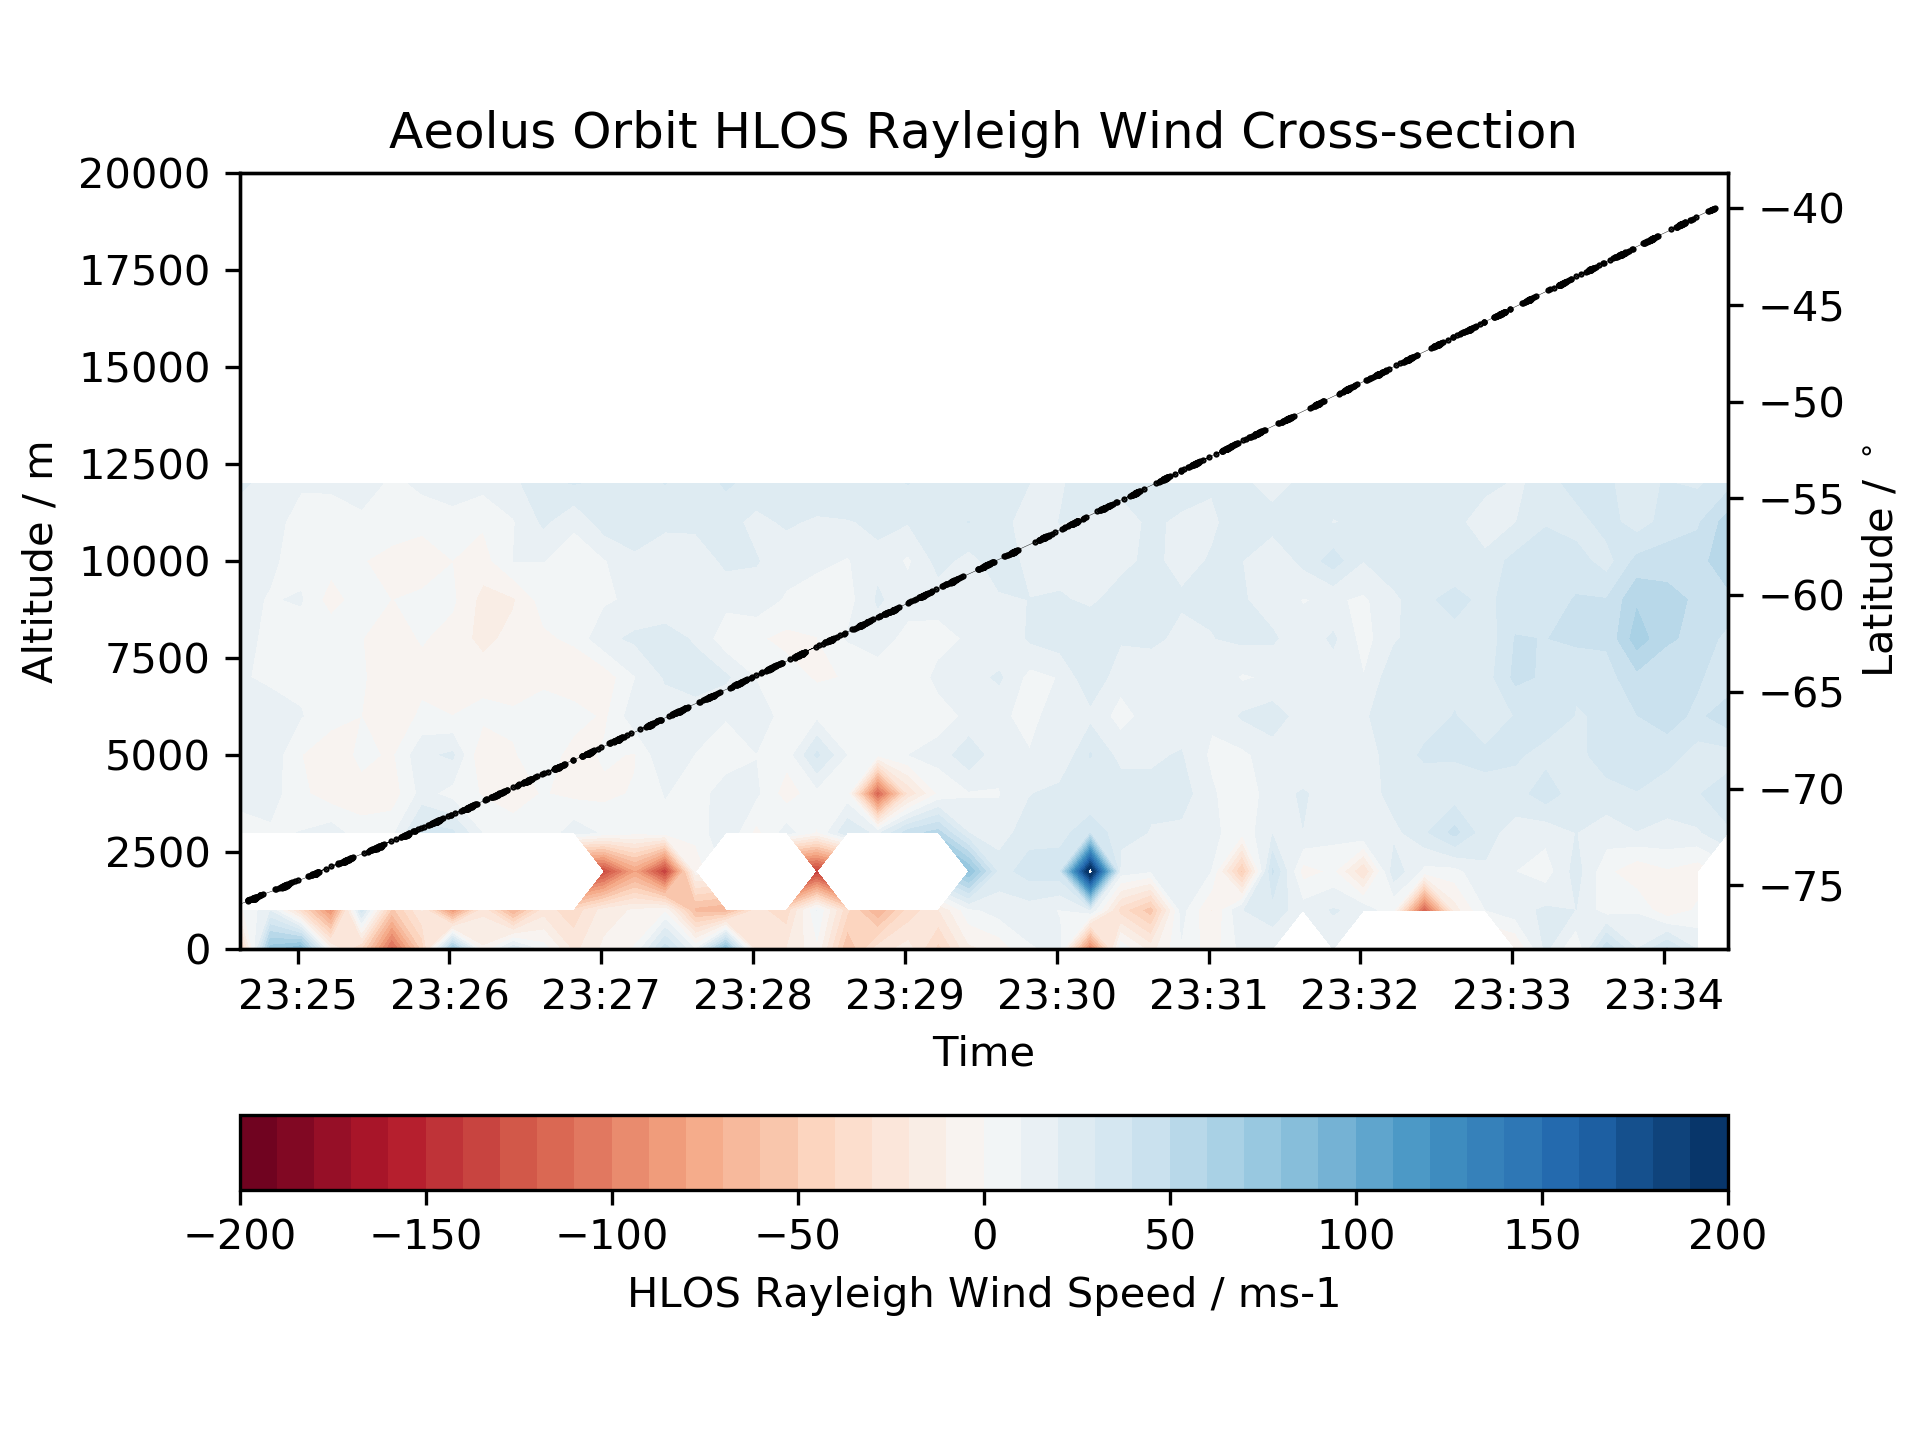 Aeolus Orbit HLOS Rayleigh Wind Cross-section
20000
17500
15000
12500
10000
7500
5000
2500
0
Altitude / m
−40
−45
−50
−55
−60
−65
−70
−75
Latitude / °
23:25 23:26 23:27 23:28 23:29 23:30 23:31 23:32 23:33 23:34
Time
−200 −150 −100 −50 0 50 100 150 200
HLOS Rayleigh Wind Speed / ms-1